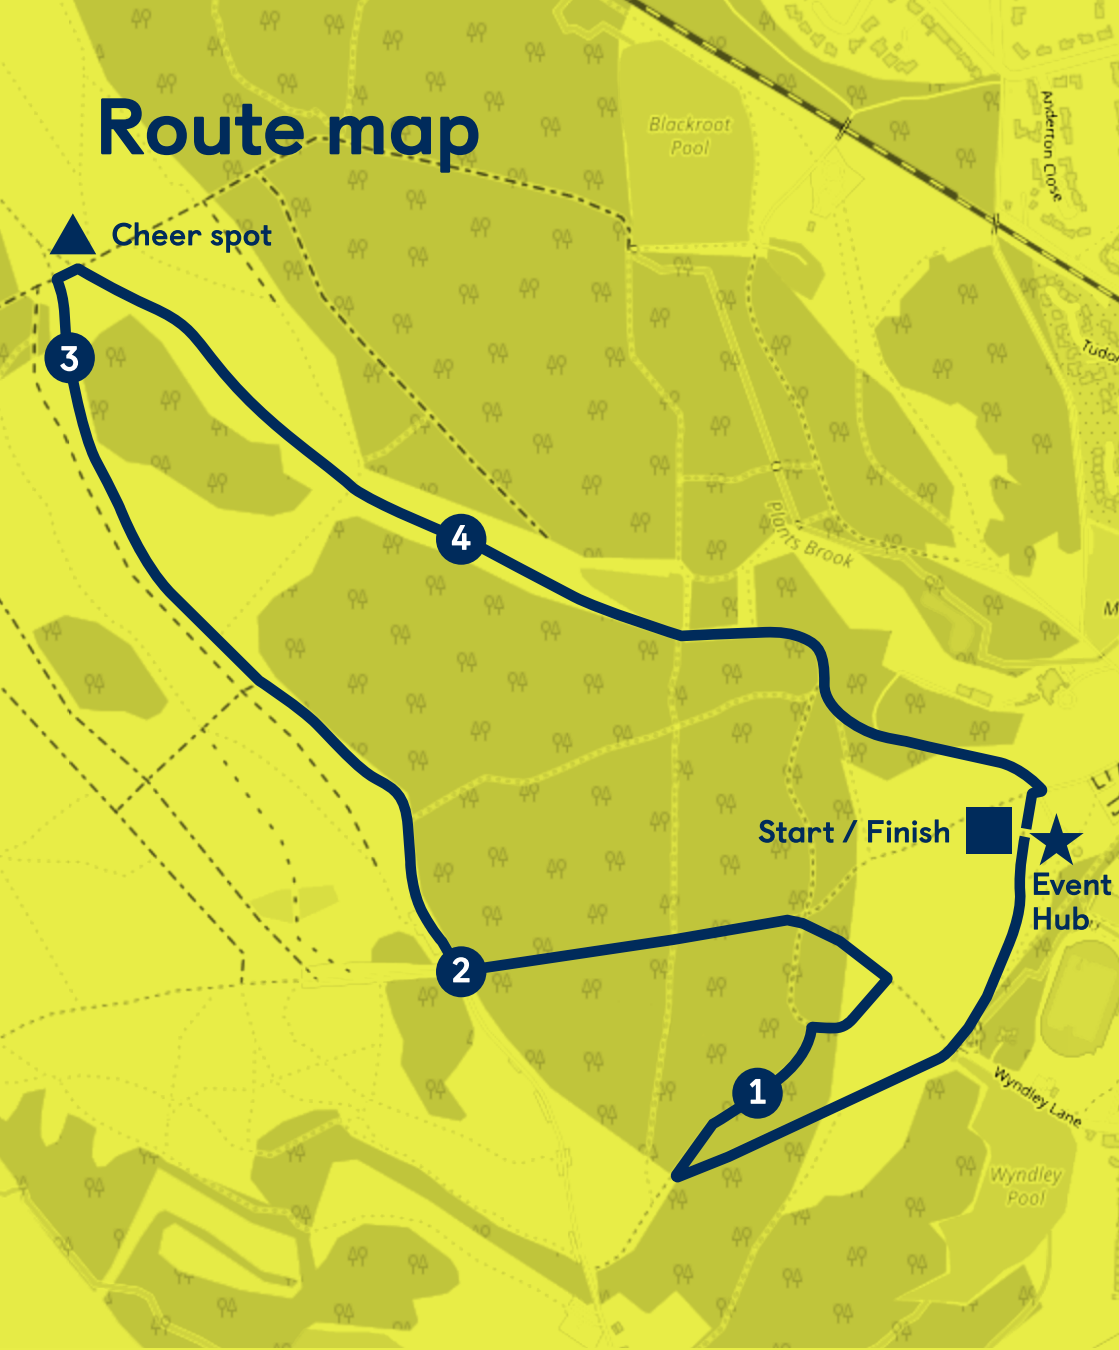 Route map
Blackroot
Pool
Anderton Close
Cheer spot
3
4
Plants Brook
Start / Finish
Event
Hub
2
1
Wyndley Lane
Wyndley
Pool